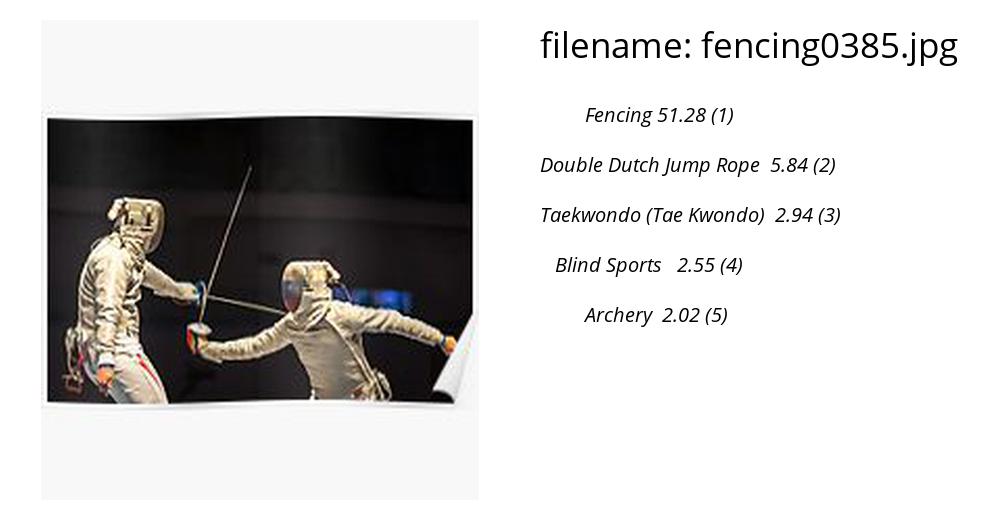 filename: fencing0385.jpg
Fencing 51.28 (1)
Double Dutch Jump Rope 5.84 (2)
Taekwondo (Tae Kwondo) 2.94 (3)
Blind Sports 2.55 (4)
Archery 2.02 (5)